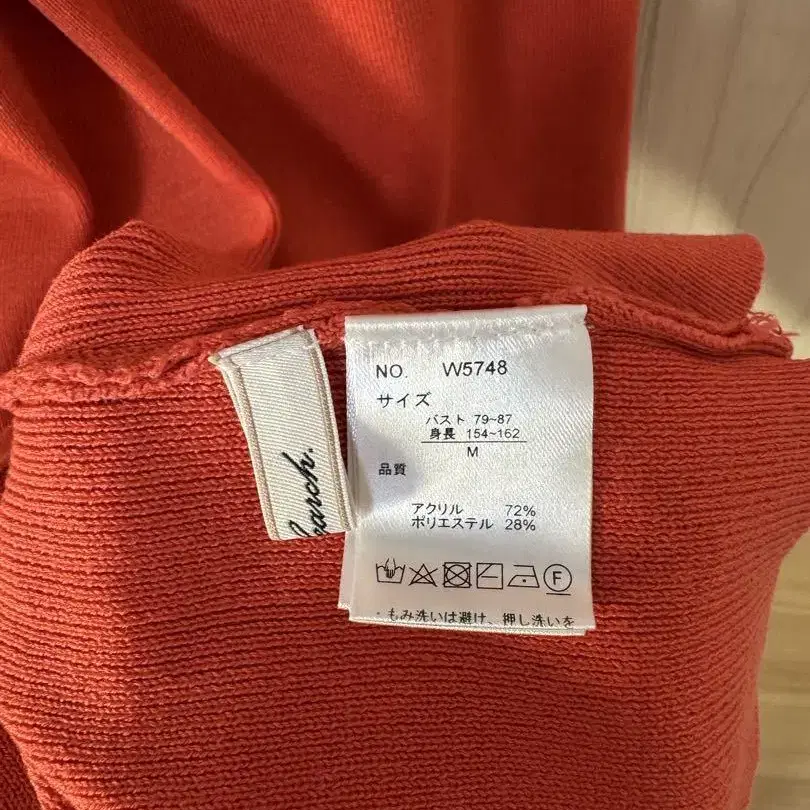 NO. W5748
サイズ
バスト 79~87
身長 154~162
M
品質
アクリル 72%
ポリエステル 28%
F
・もみ洗いは避け、押し洗いを